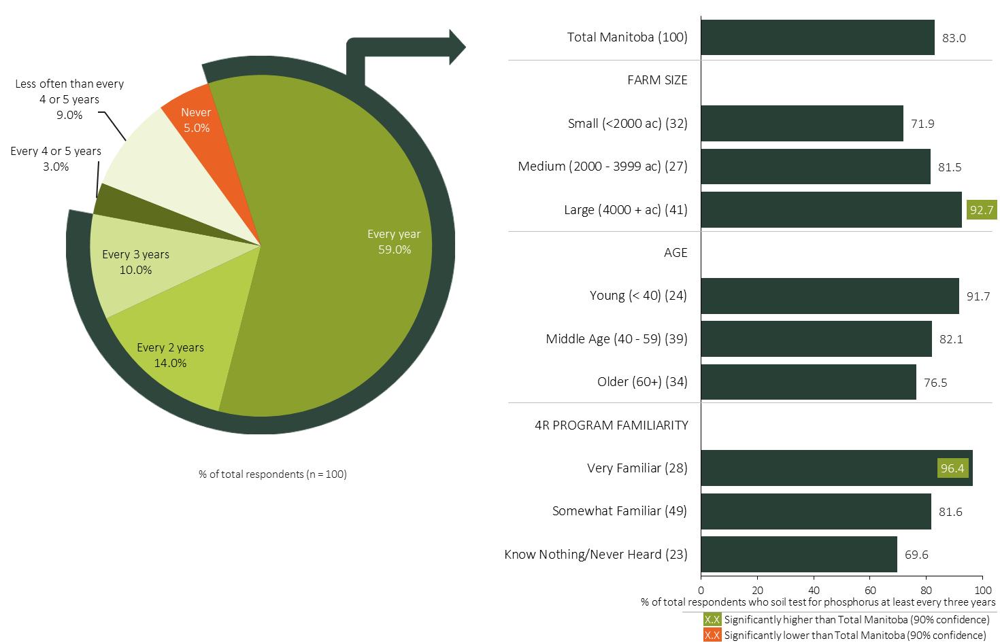 Less often than every
4 or 5 years
9.0%
Never
5.0%
Every 4 or 5 years
3.0%
Every year
59.0%
Every 3 years
10.0%
Every 2 years
14.0%
% of total respondents (n = 100)
Total Manitoba (100)
83.0
FARM SIZE
Small (<2000 ac) (32)
71.9
Medium (2000 - 3999 ac) (27)
81.5
Large (4000 + ac) (41)
92.7
AGE
Young (< 40) (24)
91.7
Middle Age (40 - 59) (39)
82.1
Older (60+) (34)
76.5
4R PROGRAM FAMILIARITY
Very Familiar (28)
96.4
Somewhat Familiar (49)
81.6
Know Nothing/Never Heard (23)
69.6
0 20 40 60 80 100
% of total respondents who soil test for phosphorus at least every three years
X.X Significantly higher than Total Manitoba (90% confidence)
X.X Significantly lower than Total Manitoba (90% confidence)